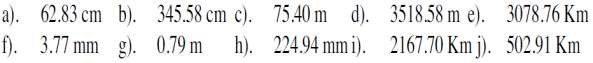 a). 62.83 cm b). 345.58 cm c). 75.40 m d). 3518.58 m e). 3078.76 Km
f). 3.77 mm g). 0.79 m h). 224.94 mm i). 2167.70 Km j). 502.91 Km